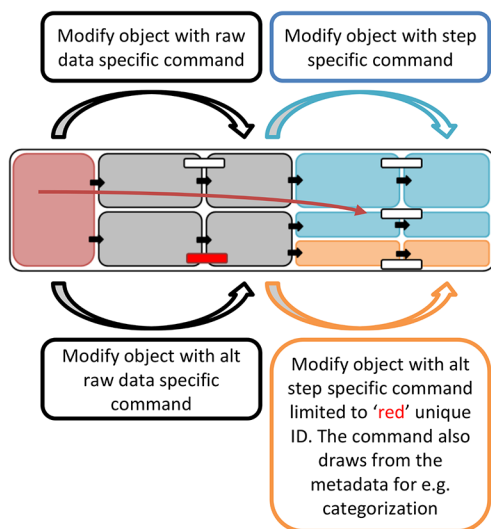 Modify object with raw
data specific command
Modify object with step
specific command
Modify object with alt
raw data specific
command
Modify object with alt
step specific command
limited to ‘red’ unique
ID. The command also
draws from the
metadata for e.g.
categorization